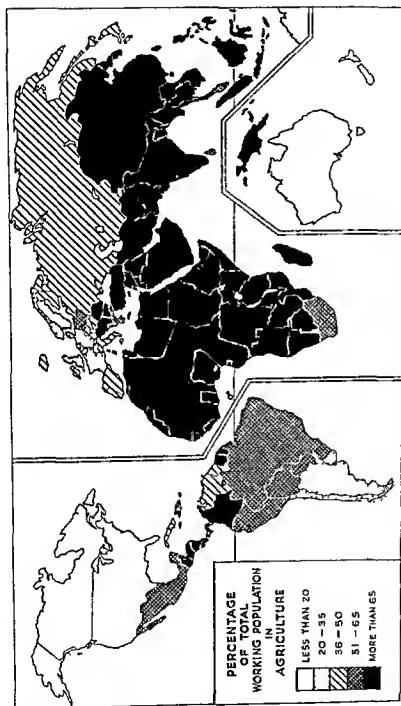 PERCENTAGE
OF TOTAL
WORKING POPULATION
IN
AGRICULTURE
LESS THAN 20
20-35
36-50
51-65
MORE THAN 65